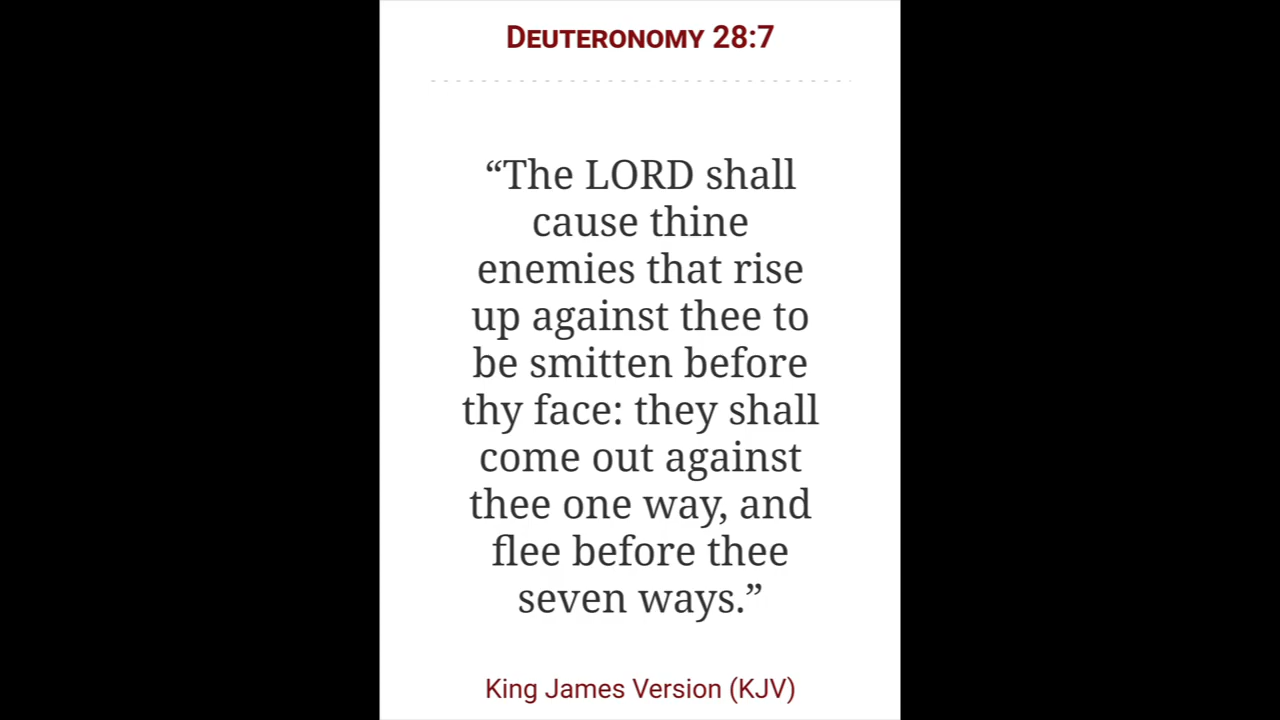 DEUTERONOMY 28:7
“The LORD shall
cause thine
enemies that rise
up against thee to
be smitten before
thy face: they shall
come out against
thee one way, and
flee before thee
seven ways.”
King James Version (KJV)